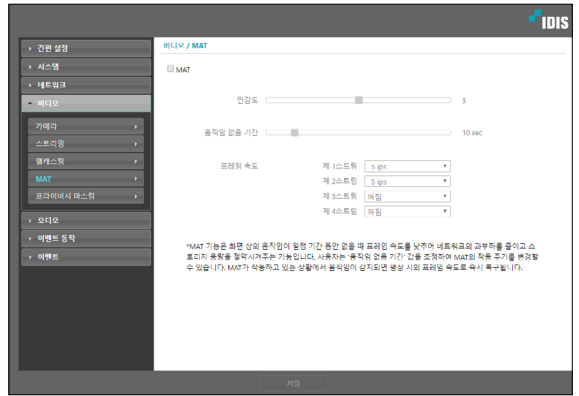 IDIS
간편 설정
시스템
네트워크
비디오
카메라
스트리밍
웹캐스팅
MAT
프라이버시 마스킹
오디오
이벤트 동작
이벤트
비디오 / MAT
MAT
민감도 3
움직임 없음 기간 10 sec
프레임 속도 제 1스트림 5 ips
제 2스트림 5 ips
제 3스트림 꺼짐
제 4스트림 꺼짐
*MAT 기능은 화면 상의 움직임이 일정 기간 동안 없을 때 프레임 속도를 낮추어 네트워크의 과부하를 줄이고 스
토리지 용량을 절약시켜주는 기능입니다. 사용자는 '움직임 없음 기간' 값을 조정하여 MAT의 작동 주기를 변경할
수 있습니다. MAT가 작동하고 있는 상황에서 움직임이 감지되면 평상 시의 프레임 속도로 즉시 복구됩니다.
저장